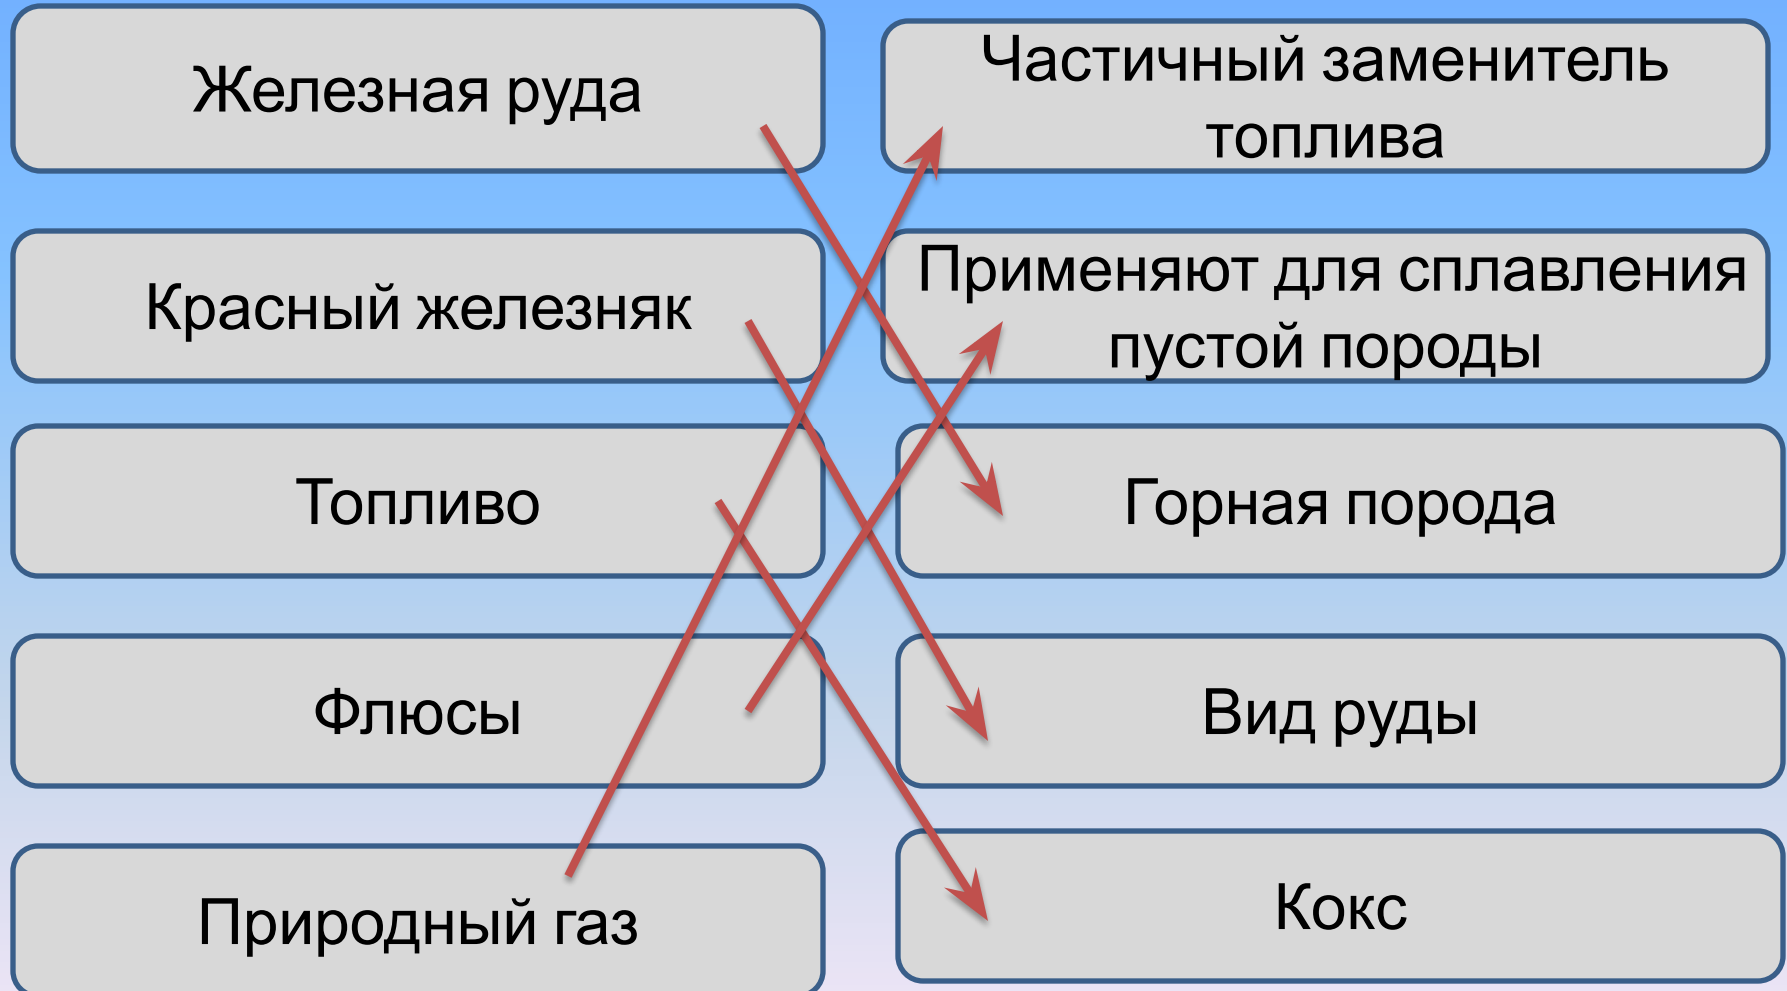 Железная руда
Частичный заменитель
топлива
Красный железняк
Применяют для сплавления
пустой породы
Топливо
Горная порода
Флюсы
Вид руды
Природный газ
Кокс